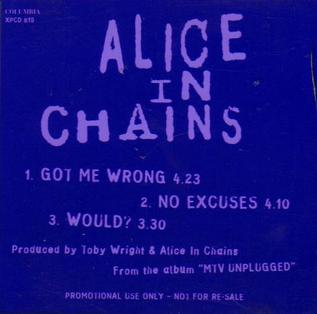 COLUMBIA
XPCD 810
ALICE
IN
CHAINS
1. GOT ME WRONG 4.23
2. NO EXCUSES 4.10
3. WOULD? 3.30
Produced by Toby Wright & Alice In Chains
From the album "MTV UNPLUGGED"
PROMOTIONAL USE ONLY – NOT FOR RE-SALE